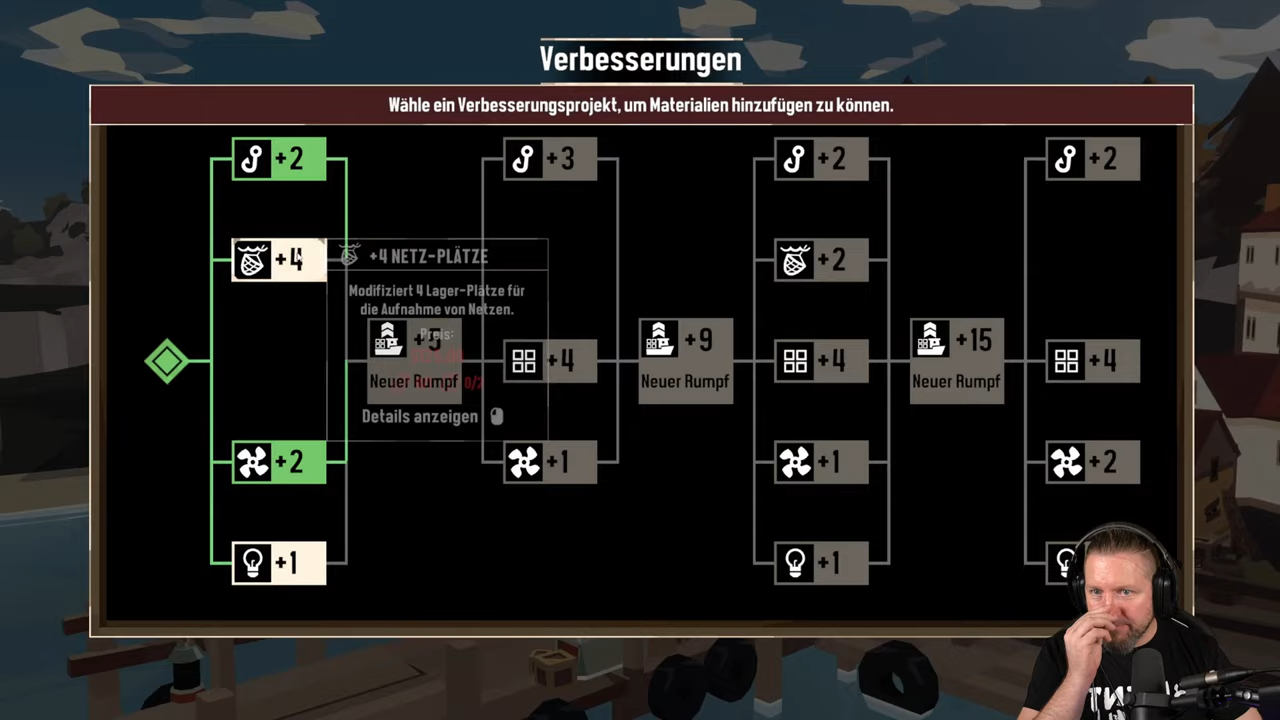 Verbesserungen
Wähle ein Verbesserungsprojekt, um Materialien hinzufügen zu können.
+2
+3
+2
+2
+4
+4 NETZ-PLÄTZE
+2
Modifiziert 4 Lager-Plätze für
die Aufnahme von Netzen.
Preis:
+9
+15
+4
+4
+4
Neuer Rumpf
0/2
Neuer Rumpf
Neuer Rumpf
Details anzeigen
+2
+1
+1
+2
+1
+1